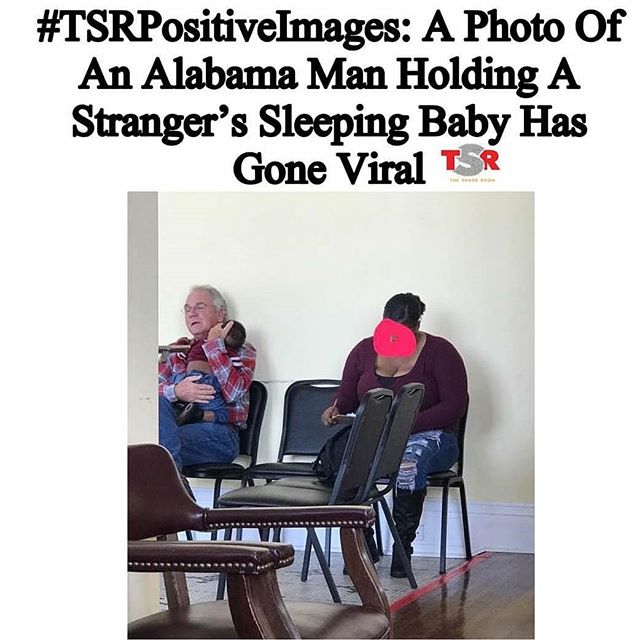 #TSRPositiveImages: A Photo Of
An Alabama Man Holding A
Stranger's Sleeping Baby Has
Gone Viral TSR
THE SHADE ROOM